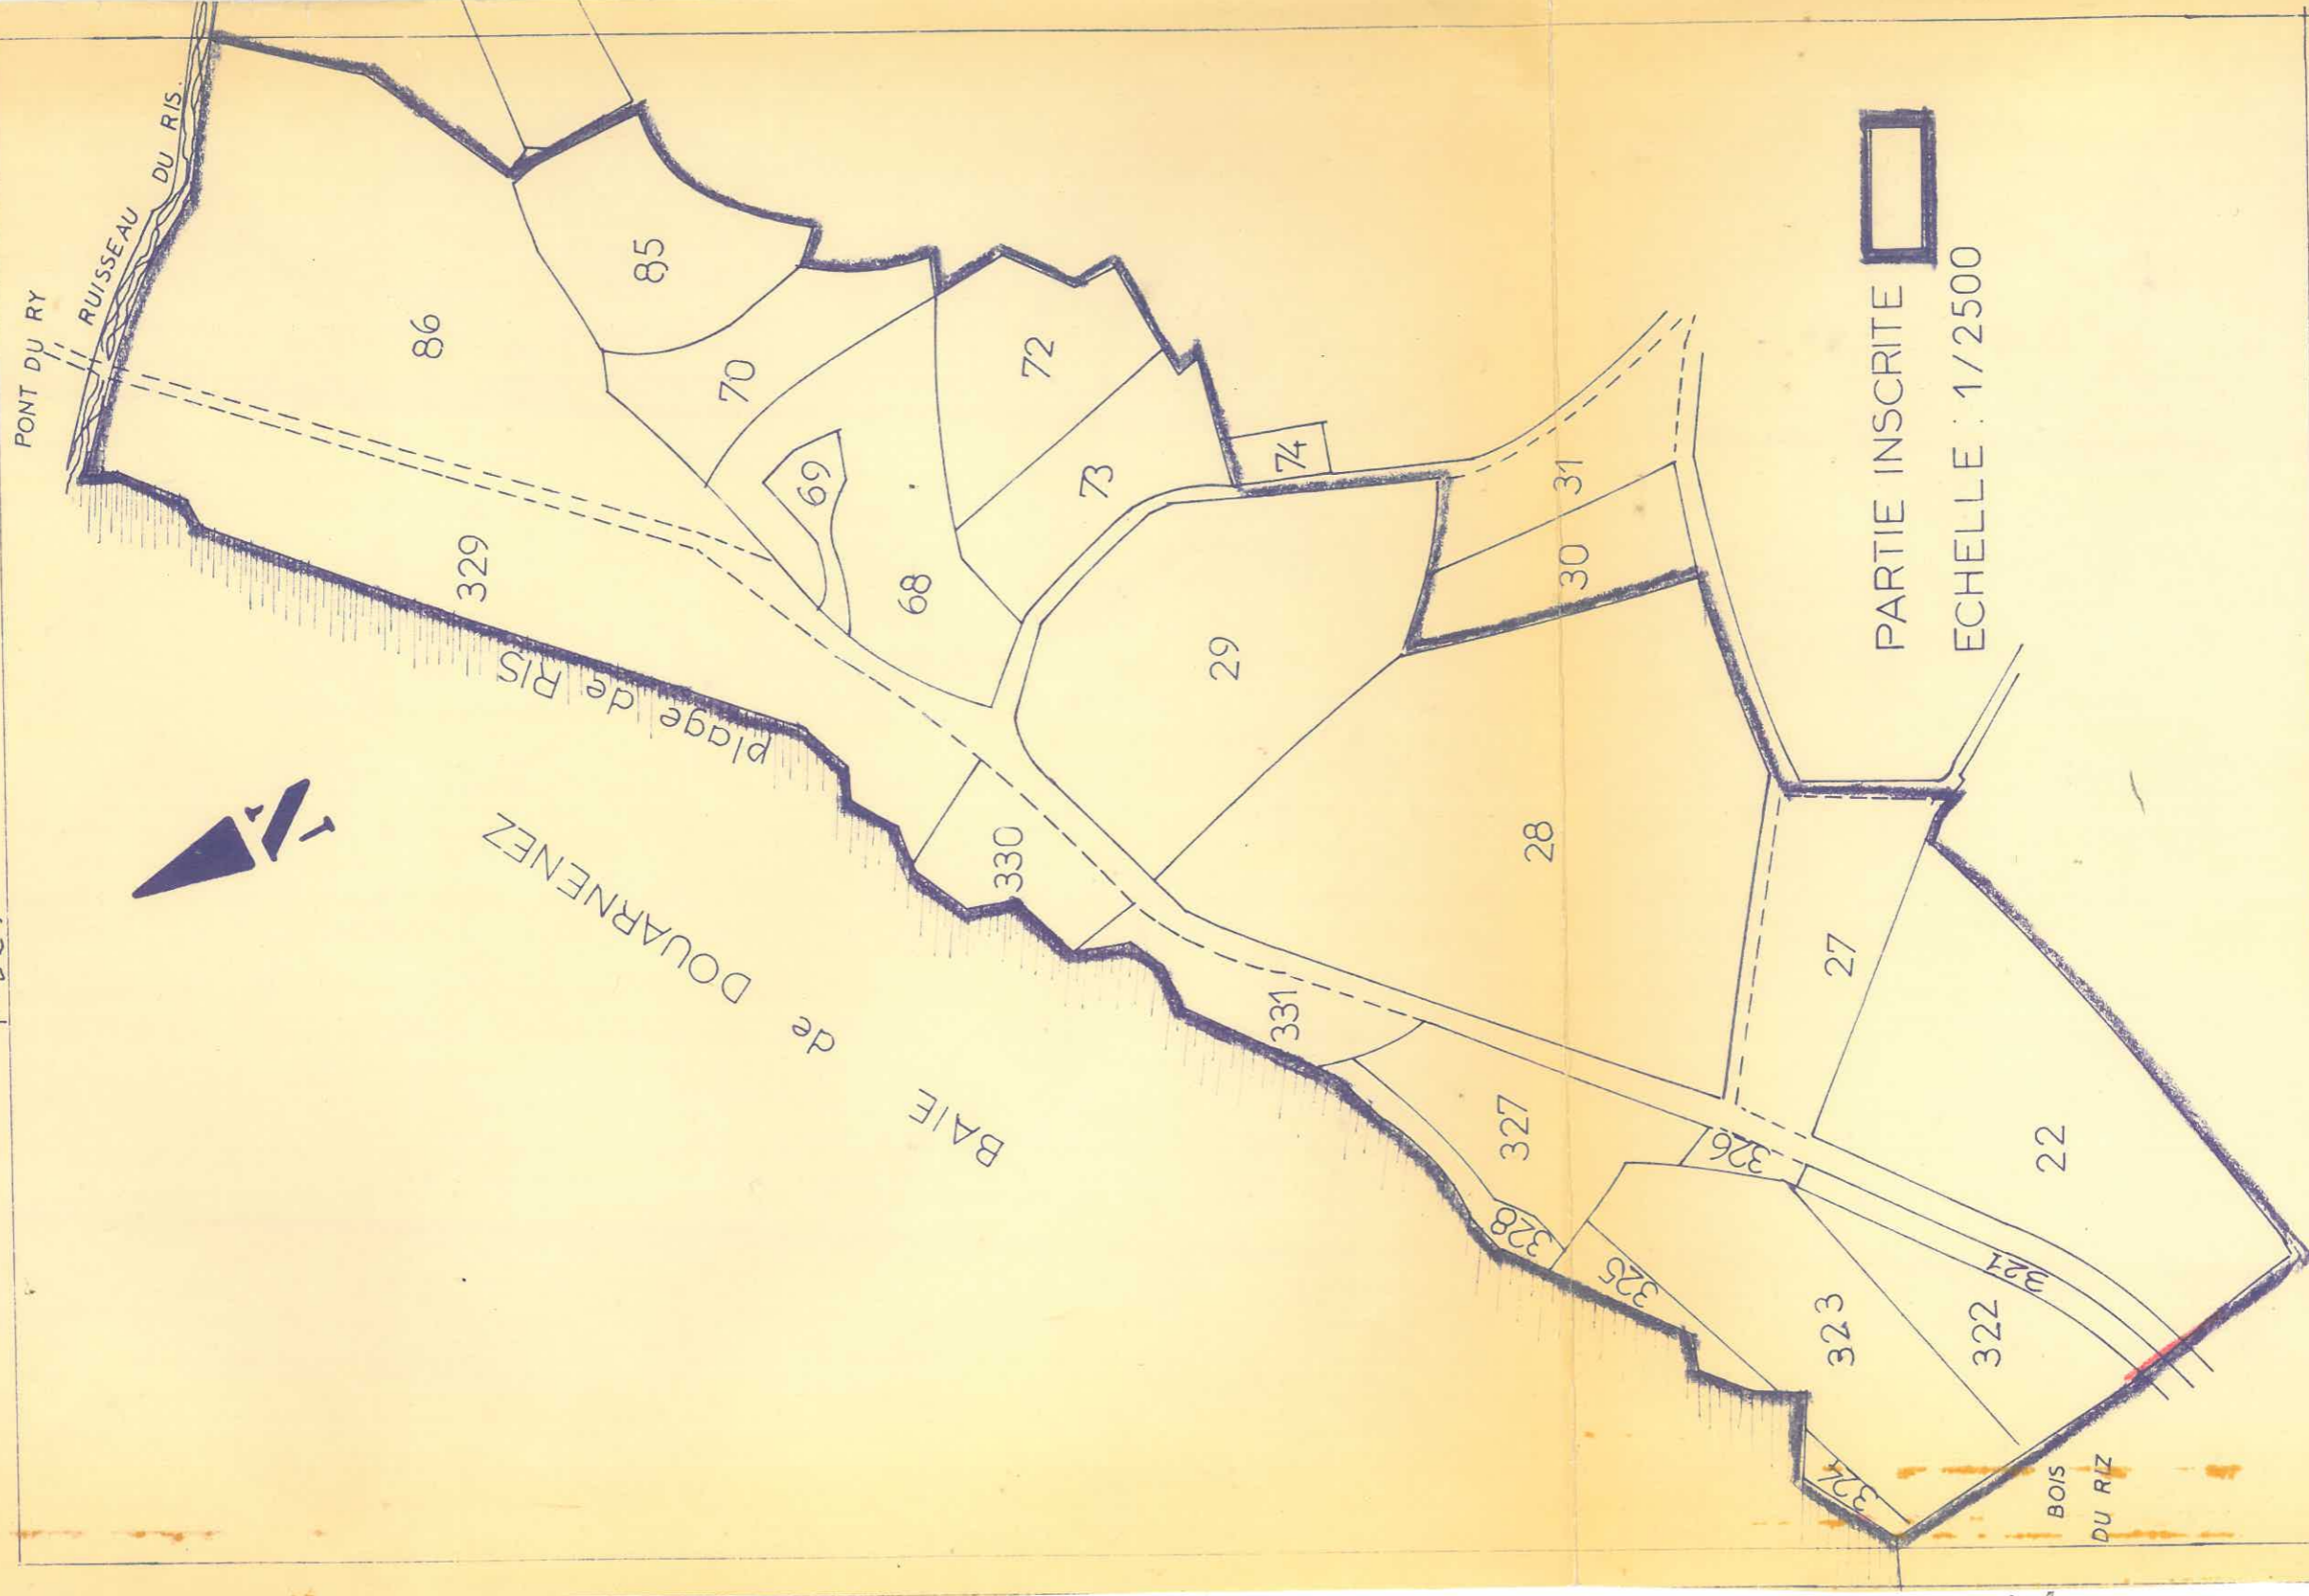 PONT DU RY
RUISSEAU DU RIS.
86
85
329
70
72
69
73
74
68
plage de RIS
29
31
30
PARTIE INSCRITE
ECHELLE : 1/2500
N
BAIE de DOUARNENEZ
330
28
331
27
327
326
22
328
325
321
323
322
324
BOIS
DU RIZ